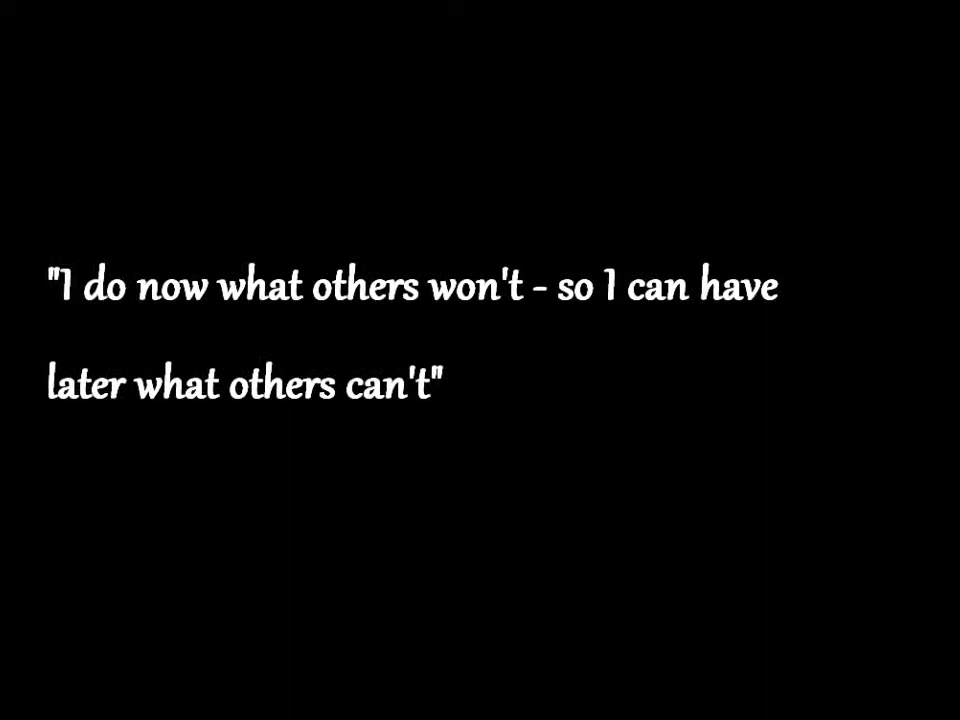 "I do now what others won't - so I can have
later what others can't"